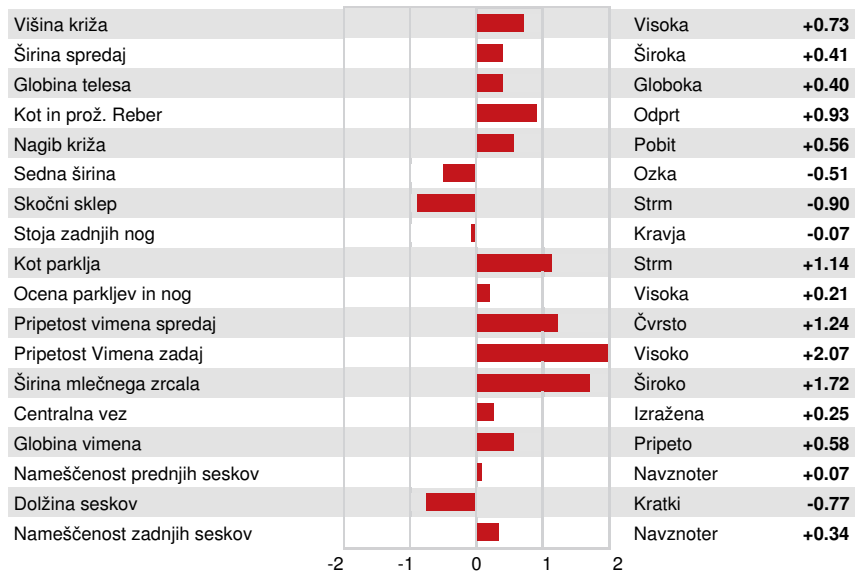 Višina križa Visoka +0.73
Širina spredaj Široka +0.41
Globina telesa Globoka +0.40
Kot in prož. Reber Odprt +0.93
Nagib križa Pobit +0.56
Sedna širina Ozka -0.51
Skočni sklep Strm -0.90
Stoja zadnjih nog Kravja -0.07
Kot parklja Strm +1.14
Ocena parkljev in nog Visoka +0.21
Pripetost vimena spredaj Čvrsto +1.24
Pripetost Vimena zadaj Visoko +2.07
Širina mlečnega zrcala Široko +1.72
Centralna vez Izražena +0.25
Globina vimena Pripeto +0.58
Nameščenost prednjih seskov Navznoter +0.07
Dolžina seskov Kratki -0.77
Nameščenost zadnjih seskov Navznoter +0.34
-2 -1 0 1 2